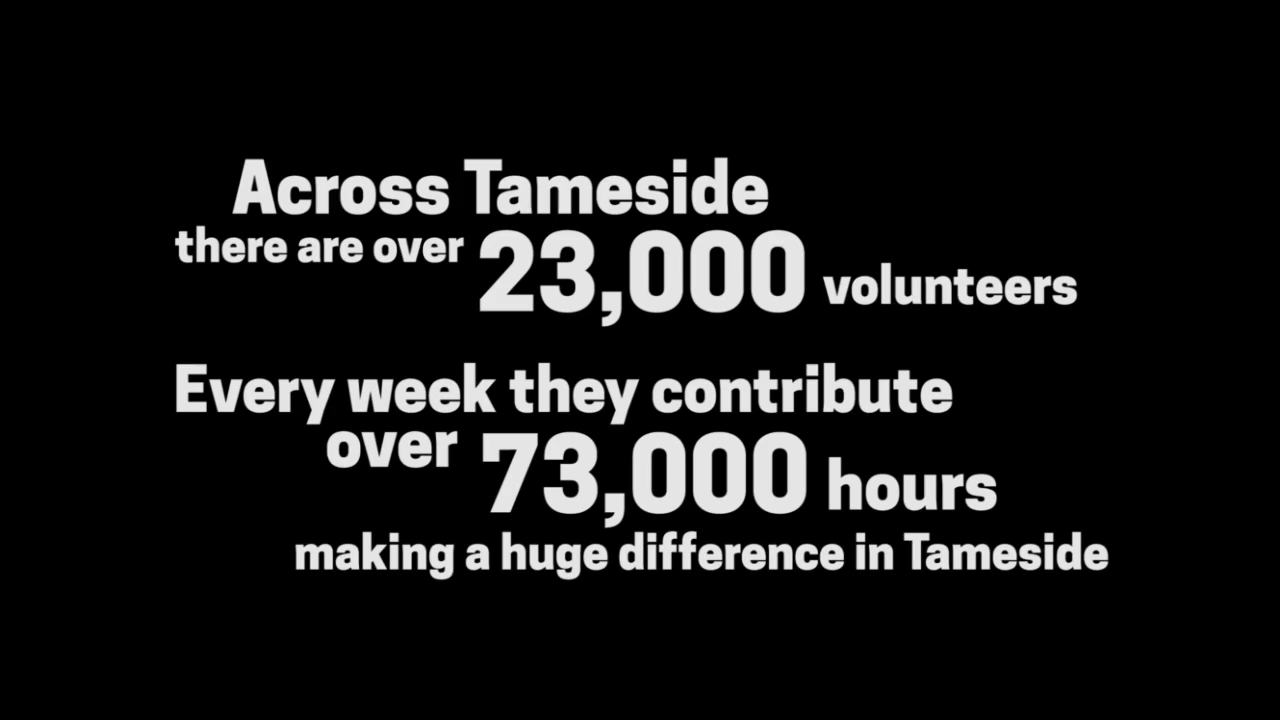 Across Tameside
there are over 23,000 volunteers
Every week they contribute
over 73,000 hours
making a huge difference in Tameside